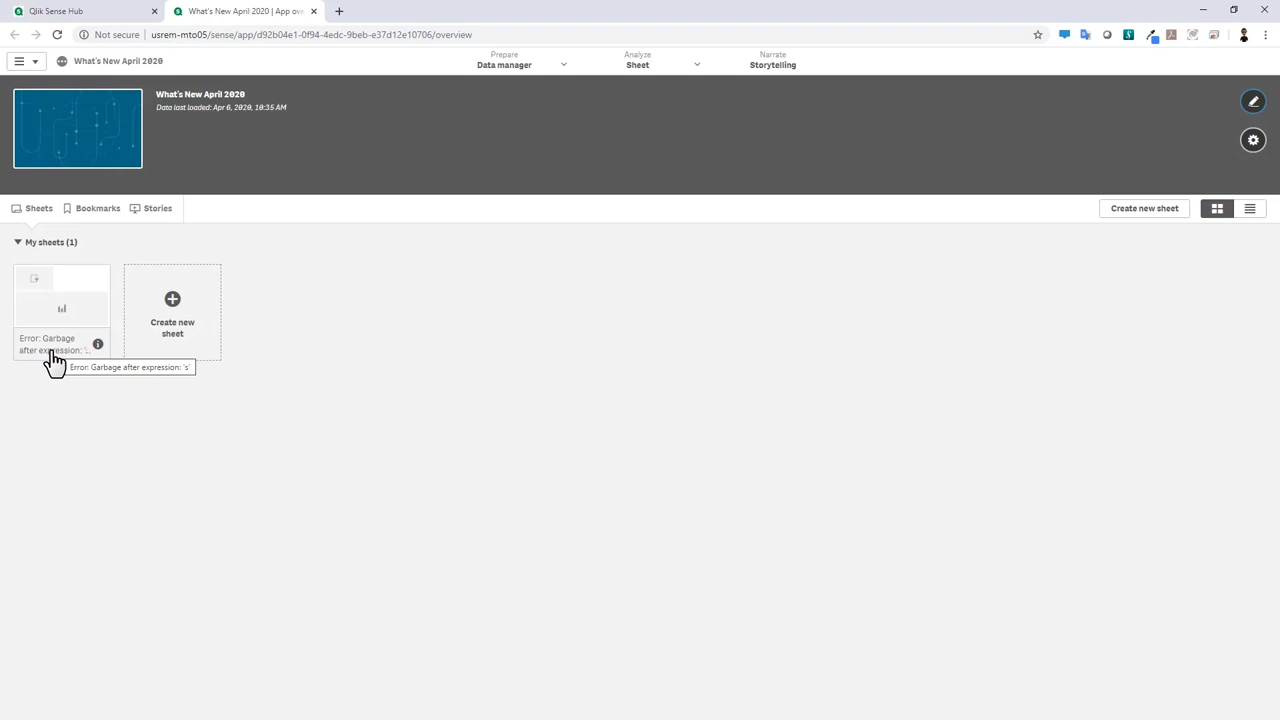 Qlik Sense Hub
What's New April 2020 | App ove
Not secure
usrem-mto05/sense/app/d92b04e1-0f94-4edc-9beb-e37d12e10706/overview
What's New April 2020
Prepare
Data manager
Analyze
Sheet
Narrate
Storytelling
What's New April 2020
Data last loaded: Apr 6, 2020, 10:35 AM
Sheets
Bookmarks
Stories
Create new sheet
My sheets (1)
Error: Garbage
after expression: '...
Create new
sheet
Error: Garbage after expression: 's'